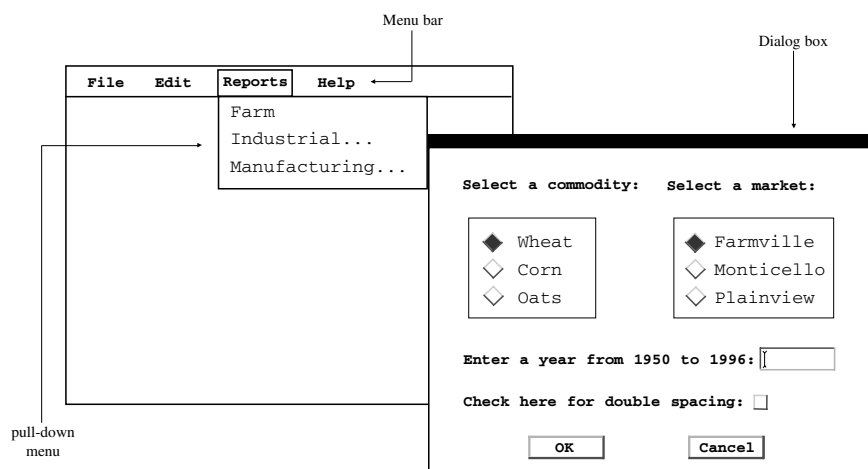 Menu bar
Dialog box
File Edit Reports Help
Farm
Industrial...
Manufacturing...
Select a commodity: Select a market:
Wheat Farmville
Corn Monticello
Oats Plainview
Enter a year from 1950 to 1996:
Check here for double spacing:
OK Cancel
pull-down
menu